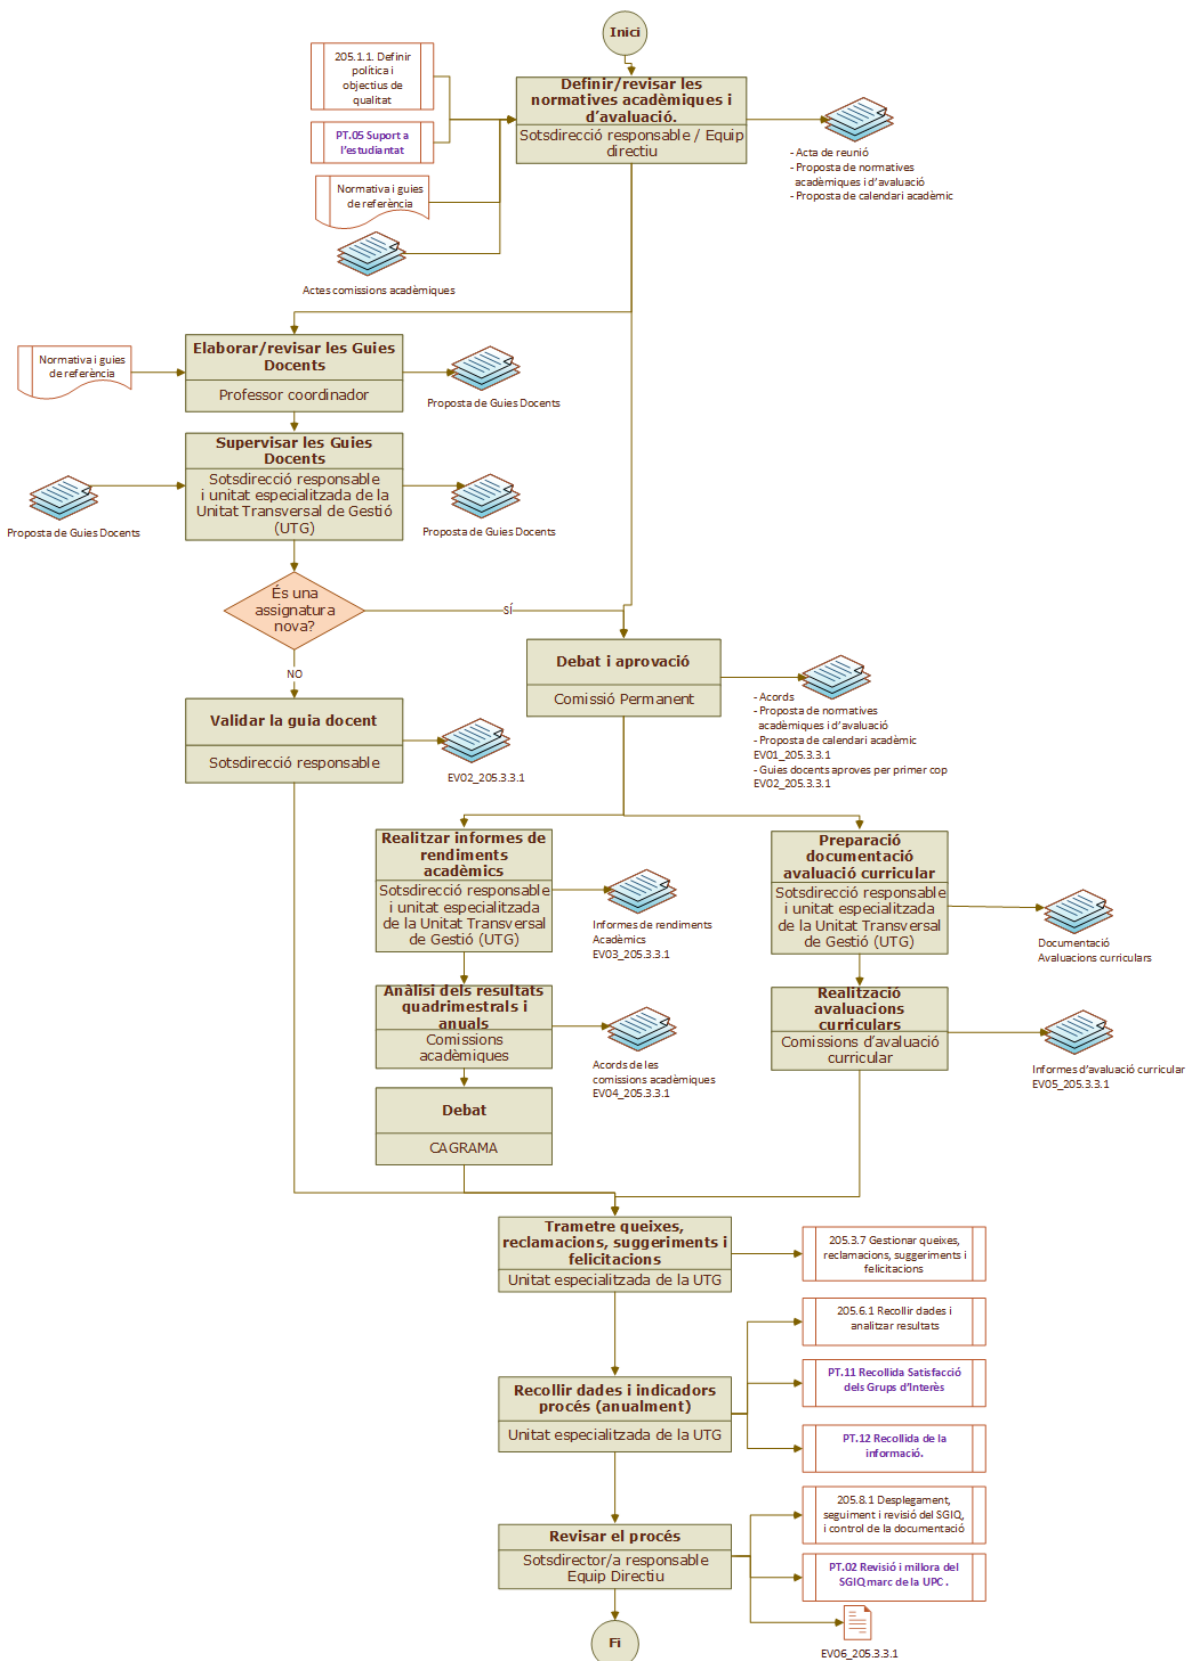 Inici
205.1.1. Definir
política i
objectius de
qualitat
PT.05 Suport a
l'estudiantat
Normativa i guies
de referència
Actes comissions acadèmiques
Definir/revisar les
normatives acadèmiques i
d'avaluació.
Sotsdirecció responsable / Equip
directiu
- Acta de reunió
- Proposta de normatives
acadèmiques i d'avaluació
- Proposta de calendari acadèmic
Normativa i guies
de referència
Elaborar/revisar les Guies
Docents
Professor coordinador
Proposta de Guies Docents
Proposta de Guies Docents
Supervisar les Guies
Docents
Sotsdirecció responsable
i unitat especialitzada de la
Unitat Transversal de Gestió
(UTG)
Proposta de Guies Docents
És una
assignatura
nova?
SÍ
NO
Debat i aprovació
Comissió Permanent
- Acords
- Proposta de normatives
acadèmiques i d'avaluació
- Proposta de calendari acadèmic
EV01_205.3.3.1
- Guies docents aproves per primer cop
EV02_205.3.3.1
Validar la guia docent
Sotsdirecció responsable
EV02_205.3.3.1
Realitzar informes de
rendiments
acadèmics
Sotsdirecció responsable
i unitat especialitzada
de la Unitat Transversal
de Gestió (UTG)
Informes de rendiments
Acadèmics
EV03_205.3.3.1
Preparació
documentació
avaluació curricular
Sotsdirecció responsable
i unitat especialitzada
de la Unitat Transversal
de Gestió (UTG)
Documentació
Avaluacions curriculars
Anàlisi dels resultats
quadrimestrals i
anuals
Comissions
acadèmiques
Acords de les
comissions acadèmiques
EV04_205.3.3.1
Realització
avaluacions
curriculars
Comissions d'avaluació
curricular
Informes d'avaluació curricular
EV05_205.3.3.1
Debat
CAGRAMA
Trametre queixes,
reclamacions, suggeriments i
felicitacions
Unitat especialitzada de la UTG
205.3.7 Gestionar queixes,
reclamacions, suggeriments i
felicitacions
Recollir dades i indicadors
procés (anualment)
Unitat especialitzada de la UTG
205.6.1 Recollir dades i
analitzar resultats
PT.11 Recollida Satisfacció
dels Grups d'Interès
PT.12 Recollida de la
informació.
Revisar el procés
Sotsdirector/a responsable
Equip Directiu
205.8.1 Desplegament,
seguiment i revisió del SGIQ,
i control de la documentació
PT.02 Revisió i millora del
SGIQ marc de la UPC .
EV06_205.3.3.1
Fi